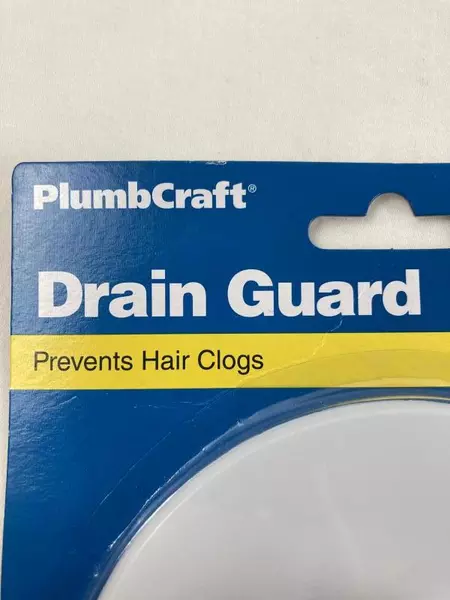 PlumbCraft®
Drain Guard
Prevents Hair Clogs